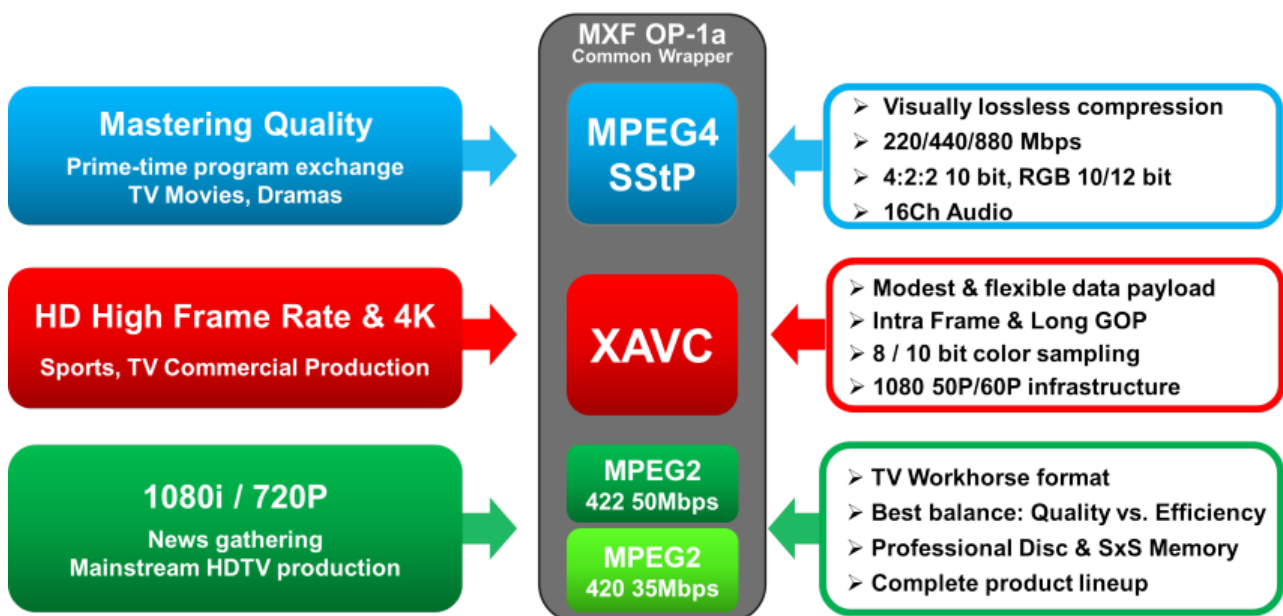 MXF OP-1a
Common Wrapper
Mastering Quality
Prime-time program exchange
TV Movies, Dramas
MPEG4
SStP
➢ Visually lossless compression
➢ 220/440/880 Mbps
➢ 4:2:2 10 bit, RGB 10/12 bit
➢ 16Ch Audio
HD High Frame Rate & 4K
Sports, TV Commercial Production
XAVC
➢ Modest & flexible data payload
➢ Intra Frame & Long GOP
➢ 8 / 10 bit color sampling
➢ 1080 50P/60P infrastructure
1080i / 720P
News gathering
Mainstream HDTV production
MPEG2
422 50Mbps
MPEG2
420 35Mbps
➢ TV Workhorse format
➢ Best balance: Quality vs. Efficiency
➢ Professional Disc & SxS Memory
➢ Complete product lineup